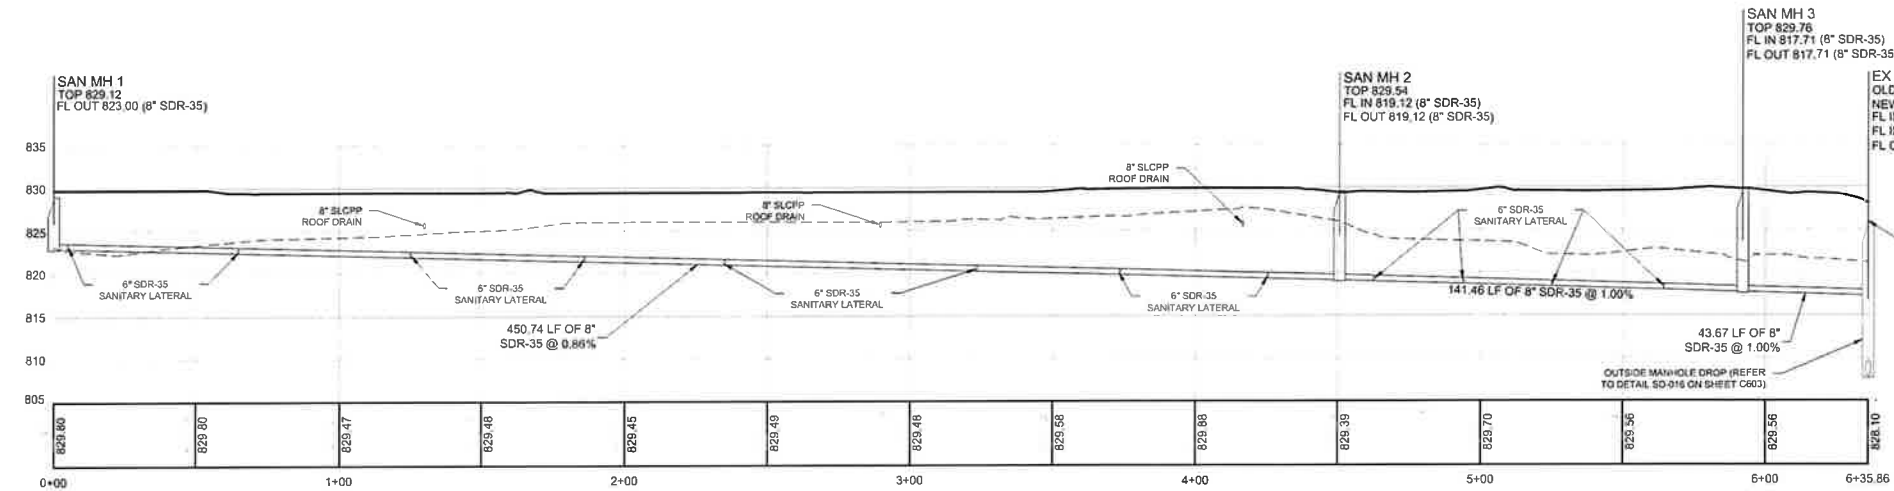 SAN MH 1
TOP 829.12
FL OUT 823.00 (8" SDR-35)
SAN MH 2
TOP 829.54
FL IN 819.12 (8" SDR-35)
FL OUT 819.12 (8" SDR-35)
SAN MH 3
TOP 829.76
FL IN 817.71 (8" SDR-35)
FL OUT 817.71 (8" SDR-35
EX
OLD
NEW
FL I
FL I
FL
835
830
825
820
815
810
805
8" SLCPP
ROOF DRAIN
8" SLCPP
ROOF DRAIN
8" SLCPP
ROOF DRAIN
6" SDR-35
SANITARY LATERAL
6" SDR-35
SANITARY LATERAL
6" SDR-35
SANITARY LATERAL
6" SDR-35
SANITARY LATERAL
6" SDR-35
SANITARY LATERAL
450.74 LF OF 8"
SDR-35 @ 0.86%
141.46 LF OF 8" SDR-35 @ 1.00%
43.67 LF OF 8"
SDR-35 @ 1.00%
OUTSIDE MANHOLE DROP (REFER
TO DETAIL SD-016 ON SHEET C603)
829.80
829.80
829.47
829.46
829.45
829.49
829.48
829.58
829.88
829.39
829.70
829.56
829.56
828.10
0+00
1+00
2+00
3+00
4+00
5+00
6+00
6+35.86